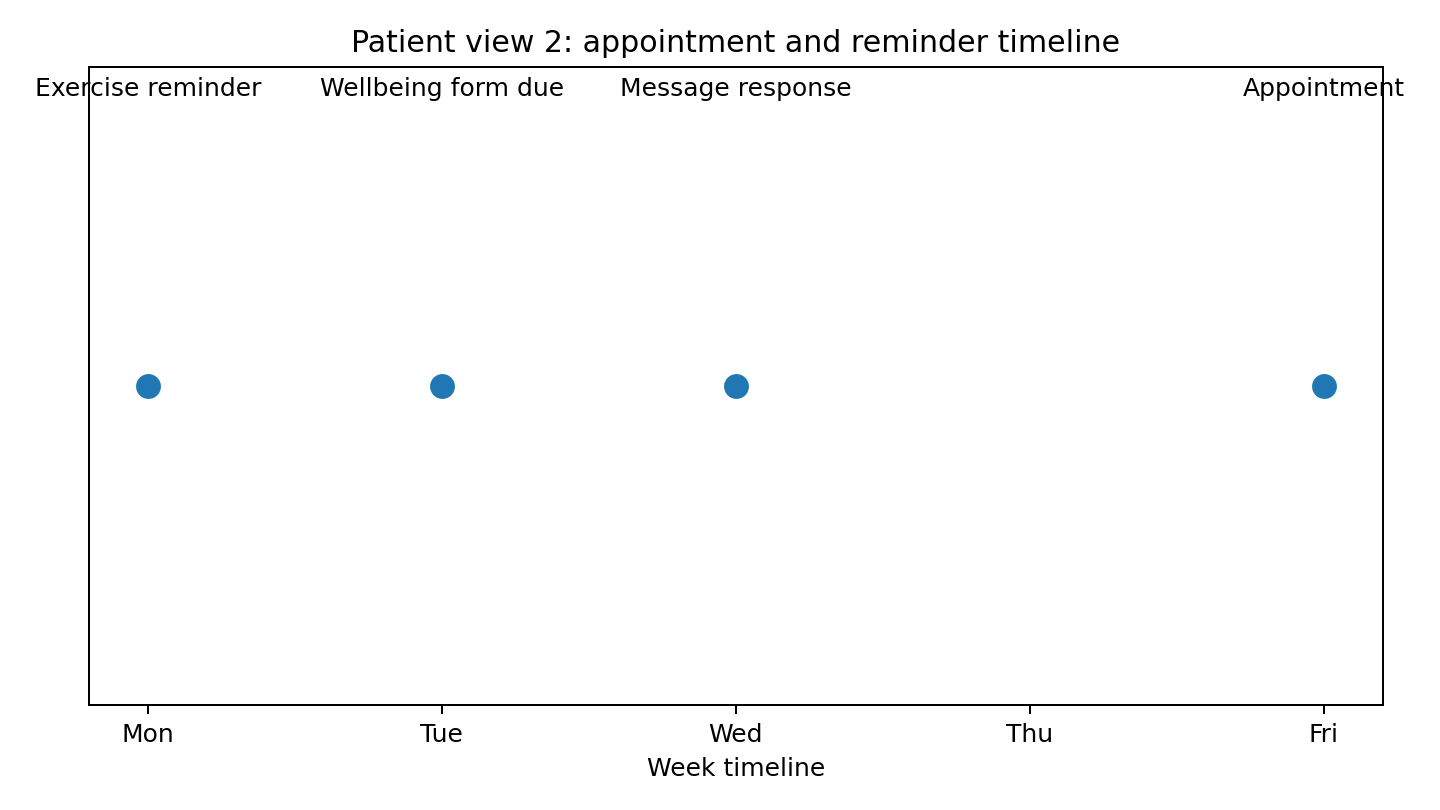 Patient view 2: appointment and reminder timeline
Exercise reminder Wellbeing form due Message response Appointment
Mon Tue Wed Thu Fri
Week timeline